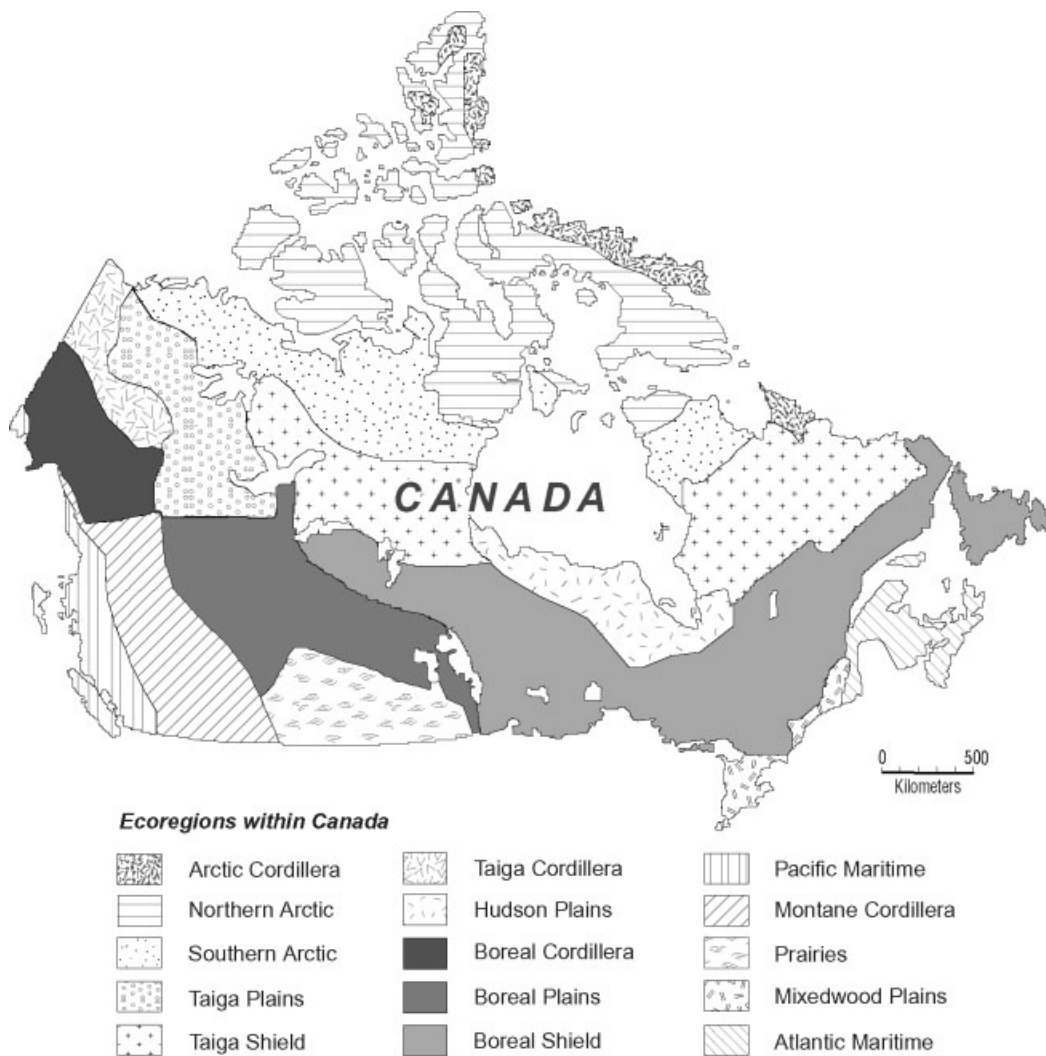 CANADA
0 500
Kilometers
Ecoregions within Canada
Arctic Cordillera
Northern Arctic
Southern Arctic
Taiga Plains
Taiga Shield
Taiga Cordillera
Hudson Plains
Boreal Cordillera
Boreal Plains
Boreal Shield
Pacific Maritime
Montane Cordillera
Prairies
Mixedwood Plains
Atlantic Maritime